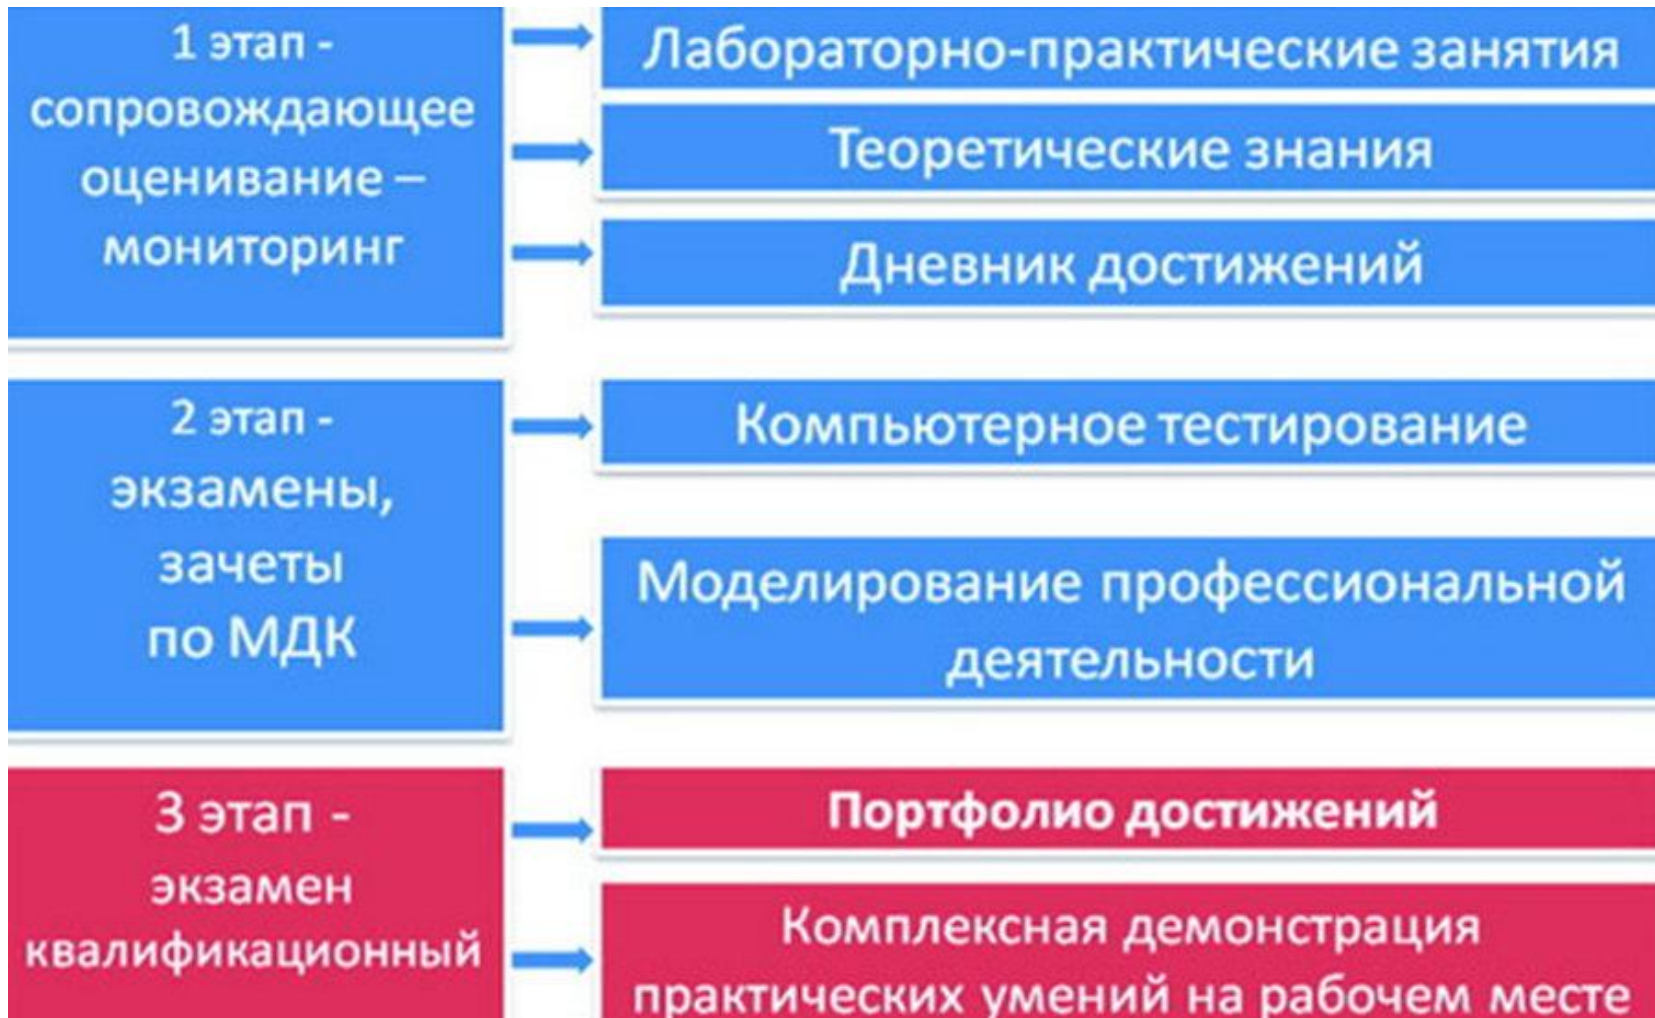 1 этап -
сопровождающее
оценивание –
мониторинг
Лабораторно-практические занятия
Теоретические знания
Дневник достижений
2 этап -
экзамены,
зачеты
по МДК
Компьютерное тестирование
Моделирование профессиональной
деятельности
3 этап -
экзамен
квалификационный
Портфолио достижений
Комплексная демонстрация
практических умений на рабочем месте